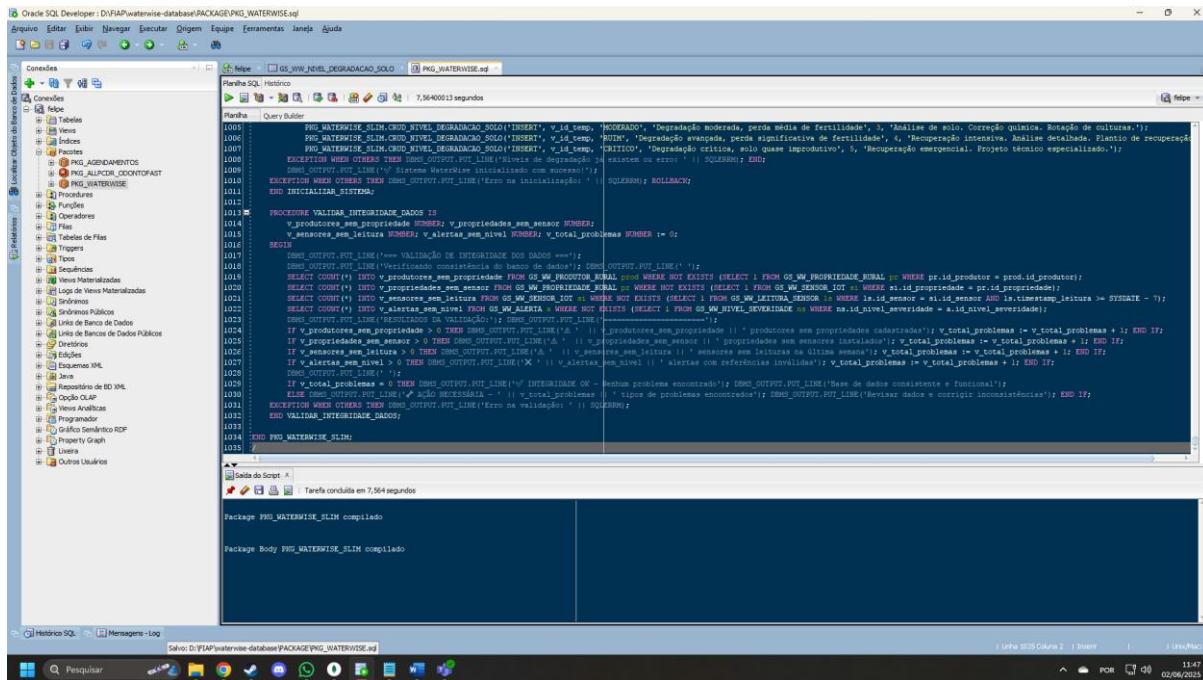 Oracle SQL Developer : D:\FIAP\waterwise-database\PACKAGE\PKG_WATERWISE.sql
Arquivo Editar Exibir Navegar Executar Origem Equipe Ferramentas Janela Ajuda
Conexões
felipe
GS_WW_NIVEL_DEGRADACAO_SOLO
PKG_WATERWISE.sql
Planilha SQL Histórico
7,56400013 segundos
felipe
Planilha Query Builder
Localizar Objeto do Banco de Dados
Relatórios
Conexões
felipe
Tabelas
Views
Índices
Pacotes
PKG_AGENDAMENTOS
PKG_ALLPCDR_ODONTOFAST
PKG_WATERWISE
Procedures
Funções
Operadores
Filas
Tabelas de Filas
Triggers
Tipos
Sequências
Views Materializadas
Logs de Views Materializadas
Sinônimos
Sinônimos Públicos
Links de Banco de Dados
Links de Bancos de Dados Públicos
Diretórios
Edições
Esquemas XML
Java
Repositório de BD XML
Opção OLAP
Views Analíticas
Programador
Gráfico Semântico RDF
Property Graph
Lixeira
Outros Usuários
1005 PKG_WATERWISE_SLIM.CRUD_NIVEL_DEGRADACAO_SOLO('INSERT', v_id_temp, 'MODERADO', 'Degradação moderada, perda média de fertilidade', 3, 'Análise de solo. Correção química. Rotação de culturas.');
1006 PKG_WATERWISE_SLIM.CRUD_NIVEL_DEGRADACAO_SOLO('INSERT', v_id_temp, 'RUIM', 'Degradação avançada, perda significativa de fertilidade', 4, 'Recuperação intensiva. Análise detalhada. Plantio de recuperaçã
1007 PKG_WATERWISE_SLIM.CRUD_NIVEL_DEGRADACAO_SOLO('INSERT', v_id_temp, 'CRITICO', 'Degradação crítica, solo quase improdutivo', 5, 'Recuperação emergencial. Projeto técnico especializado.');
1008 EXCEPTION WHEN OTHERS THEN DBMS_OUTPUT.PUT_LINE('Níveis de degradação já existem ou erro: ' || SQLERRM); END;
1009 DBMS_OUTPUT.PUT_LINE('✅ Sistema WaterWise inicializado com sucesso!');
1010 EXCEPTION WHEN OTHERS THEN DBMS_OUTPUT.PUT_LINE('Erro na inicialização: ' || SQLERRM); ROLLBACK;
1011 END INICIALIZAR_SISTEMA;
1012
1013 PROCEDURE VALIDAR_INTEGRIDADE_DADOS IS
1014 v_produtores_sem_propriedade NUMBER; v_propriedades_sem_sensor NUMBER;
1015 v_sensores_sem_leitura NUMBER; v_alertas_sem_nivel NUMBER; v_total_problemas NUMBER := 0;
1016 BEGIN
1017 DBMS_OUTPUT.PUT_LINE('=== VALIDAÇÃO DE INTEGRIDADE DOS DADOS ===');
1018 DBMS_OUTPUT.PUT_LINE('Verificando consistência do banco de dados'); DBMS_OUTPUT.PUT_LINE(' ');
1019 SELECT COUNT(*) INTO v_produtores_sem_propriedade FROM GS_WW_PRODUTOR_RURAL prod WHERE NOT EXISTS (SELECT 1 FROM GS_WW_PROPRIEDADE_RURAL pr WHERE pr.id_produtor = prod.id_produtor);
1020 SELECT COUNT(*) INTO v_propriedades_sem_sensor FROM GS_WW_PROPRIEDADE_RURAL pr WHERE NOT EXISTS (SELECT 1 FROM GS_WW_SENSOR_IOT si WHERE si.id_propriedade = pr.id_propriedade);
1021 SELECT COUNT(*) INTO v_sensores_sem_leitura FROM GS_WW_SENSOR_IOT si WHERE NOT EXISTS (SELECT 1 FROM GS_WW_LEITURA_SENSOR ls WHERE ls.id_sensor = si.id_sensor AND ls.timestamp_leitura >= SYSDATE - 7);
1022 SELECT COUNT(*) INTO v_alertas_sem_nivel FROM GS_WW_ALERTA a WHERE NOT EXISTS (SELECT 1 FROM GS_WW_NIVEL_SEVERIDADE ns WHERE ns.id_nivel_severidade = a.id_nivel_severidade);
1023 DBMS_OUTPUT.PUT_LINE('RESULTADOS DA VALIDAÇÃO:'); DBMS_OUTPUT.PUT_LINE('========================');
1024 IF v_produtores_sem_propriedade > 0 THEN DBMS_OUTPUT.PUT_LINE('⚠ ' || v_produtores_sem_propriedade || ' produtores sem propriedades cadastradas'); v_total_problemas := v_total_problemas + 1; END IF;
1025 IF v_propriedades_sem_sensor > 0 THEN DBMS_OUTPUT.PUT_LINE('⚠ ' || v_propriedades_sem_sensor || ' propriedades sem sensores instalados'); v_total_problemas := v_total_problemas + 1; END IF;
1026 IF v_sensores_sem_leitura > 0 THEN DBMS_OUTPUT.PUT_LINE('⚠ ' || v_sensores_sem_leitura || ' sensores sem leituras na última semana'); v_total_problemas := v_total_problemas + 1; END IF;
1027 IF v_alertas_sem_nivel > 0 THEN DBMS_OUTPUT.PUT_LINE('❌ ' || v_alertas_sem_nivel || ' alertas com referências inválidas'); v_total_problemas := v_total_problemas + 1; END IF;
1028 DBMS_OUTPUT.PUT_LINE(' ');
1029 IF v_total_problemas = 0 THEN DBMS_OUTPUT.PUT_LINE('✅ INTEGRIDADE OK - Nenhum problema encontrado'); DBMS_OUTPUT.PUT_LINE('Base de dados consistente e funcional');
1030 ELSE DBMS_OUTPUT.PUT_LINE('🔧 AÇÃO NECESSÁRIA - ' || v_total_problemas || ' tipos de problemas encontrados'); DBMS_OUTPUT.PUT_LINE('Revisar dados e corrigir inconsistências'); END IF;
1031 EXCEPTION WHEN OTHERS THEN DBMS_OUTPUT.PUT_LINE('Erro na validação: ' || SQLERRM);
1032 END VALIDAR_INTEGRIDADE_DADOS;
1033
1034 END PKG_WATERWISE_SLIM;
1035 /
Saída do Script
Tarefa concluída em 7,564 segundos
Package PKG_WATERWISE_SLIM compilado
Package Body PKG_WATERWISE_SLIM compilado
Histórico SQL Mensagens - Log
Salvo: D:\FIAP\waterwise-database\PACKAGE\PKG_WATERWISE.sql
Linha 1035 Coluna 2 | Inserir | | Unix/Mac:
Pesquisar
POR
11:47
02/06/2025